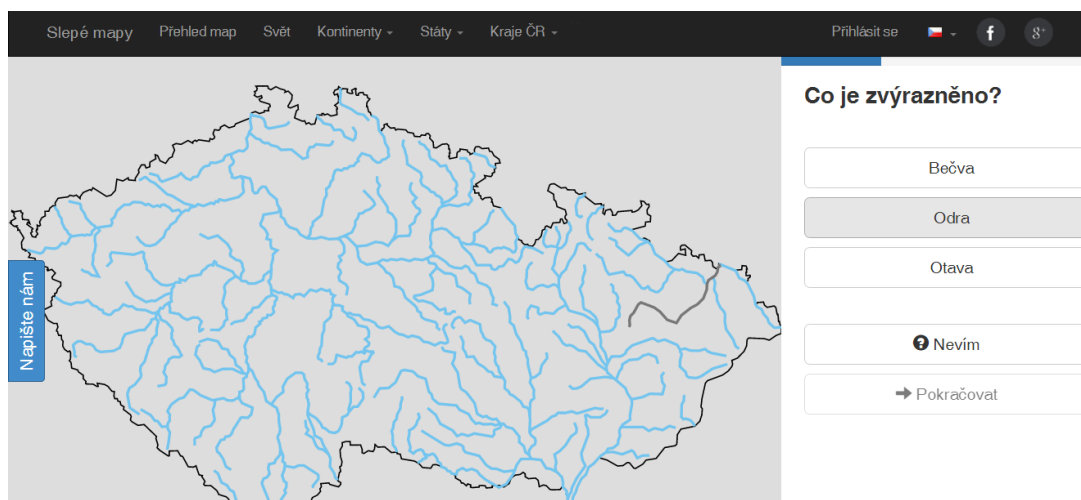 Slepé mapy Přehled map Svět Kontinenty Státy Kraje ČR Přihlásit se f g+
Co je zvýrazněno?
Bečva
Odra
Otava
Nevím
Pokračovat
Napište nám